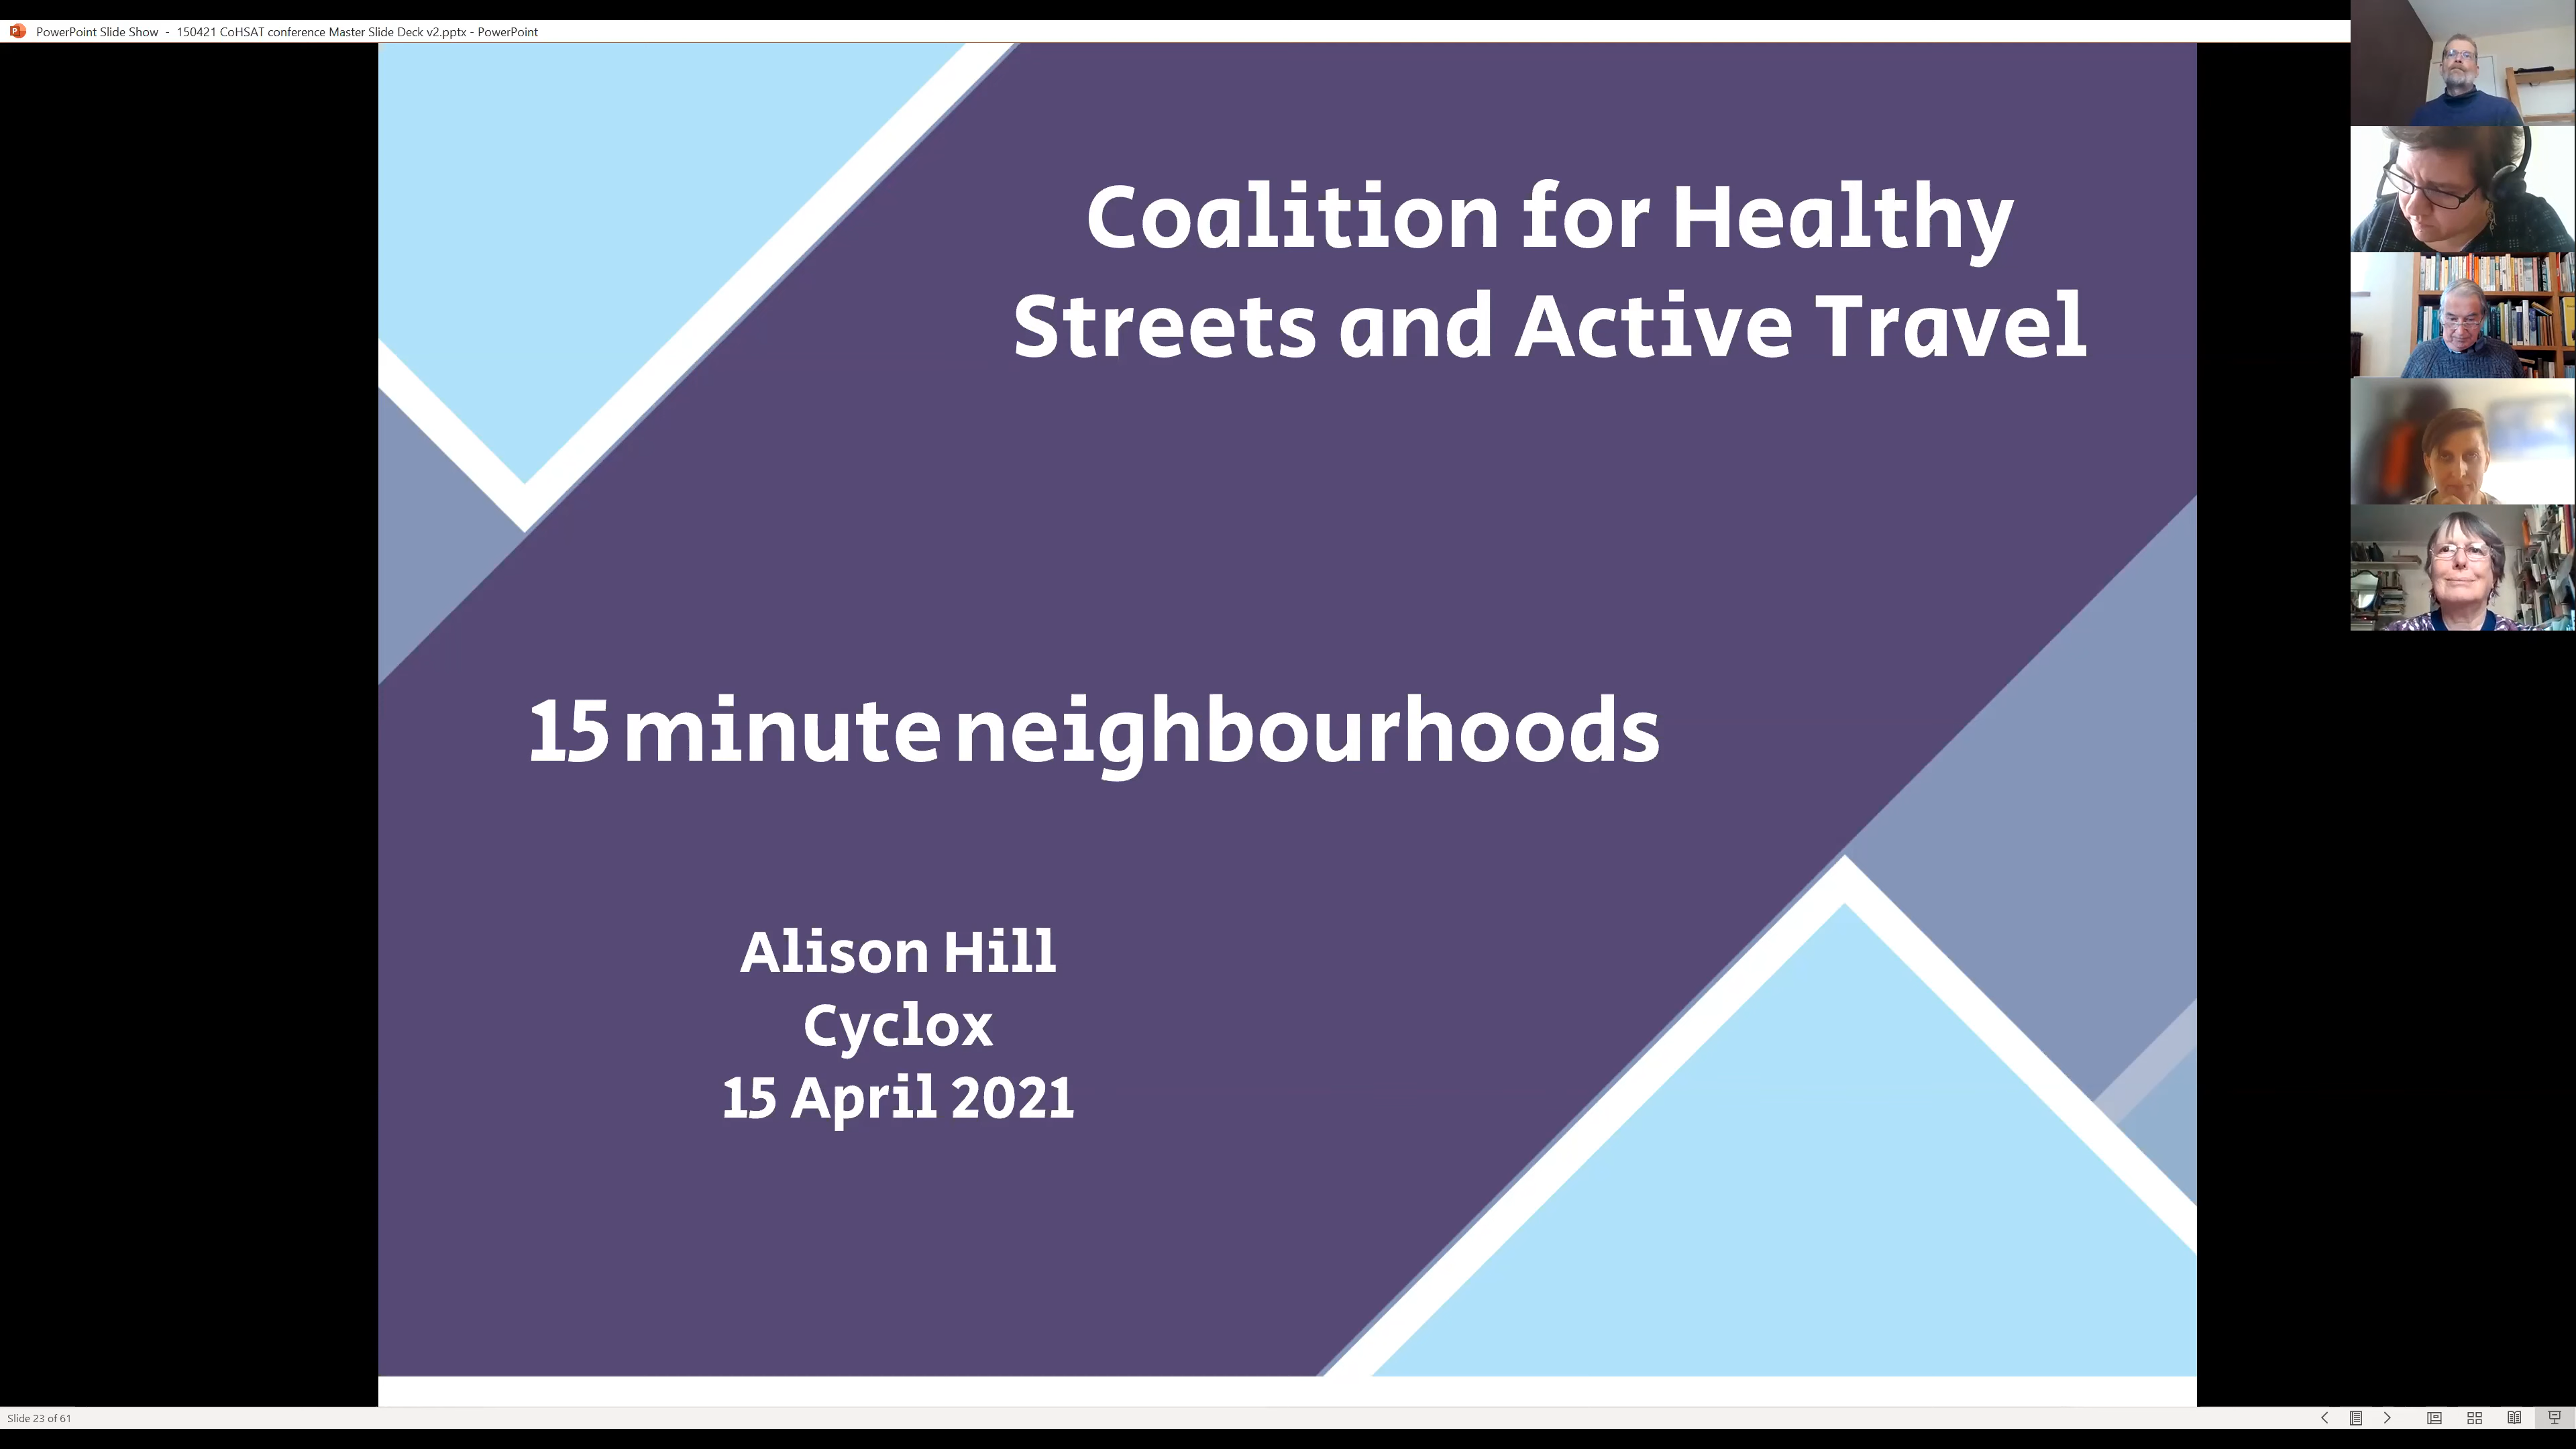 PowerPoint Slide Show - 150421 CoHSAT conference Master Slide Deck v2.pptx - PowerPoint
Coalition for Healthy
Streets and Active Travel
15 minute neighbourhoods
Alison Hill
Cyclox
15 April 2021
Slide 23 of 61